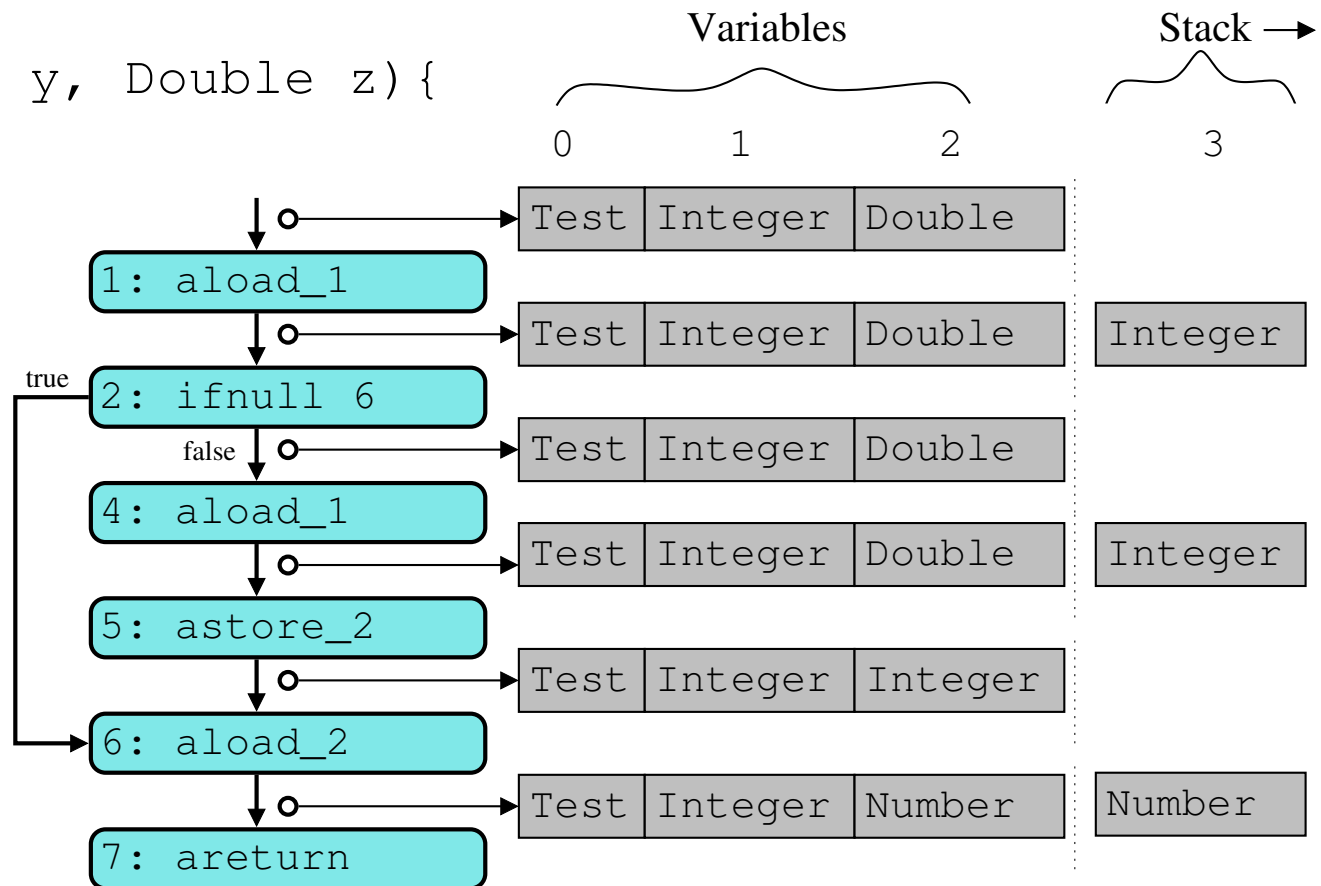 Variables Stack
y, Double z){
0 1 2 3
Test Integer Double
1: aload_1
Test Integer Double Integer
true
2: ifnull 6
false Test Integer Double
4: aload_1
Test Integer Double Integer
5: astore_2
Test Integer Integer
6: aload_2
Test Integer Number Number
7: areturn